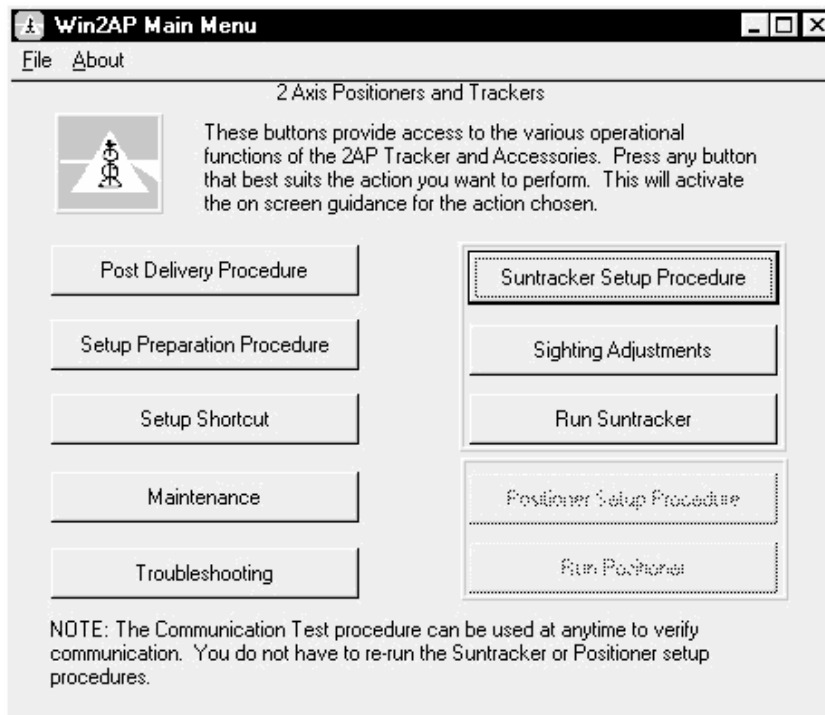 Win2AP Main Menu
File About
2 Axis Positioners and Trackers
These buttons provide access to the various operational
functions of the 2AP Tracker and Accessories. Press any button
that best suits the action you want to perform. This will activate
the on screen guidance for the action chosen.
Post Delivery Procedure
Setup Preparation Procedure
Setup Shortcut
Maintenance
Troubleshooting
Suntracker Setup Procedure
Sighting Adjustments
Run Suntracker
Positioner Setup Procedure
Run Positioner
NOTE: The Communication Test procedure can be used at anytime to verify
communication. You do not have to re-run the Suntracker or Positioner setup
procedures.